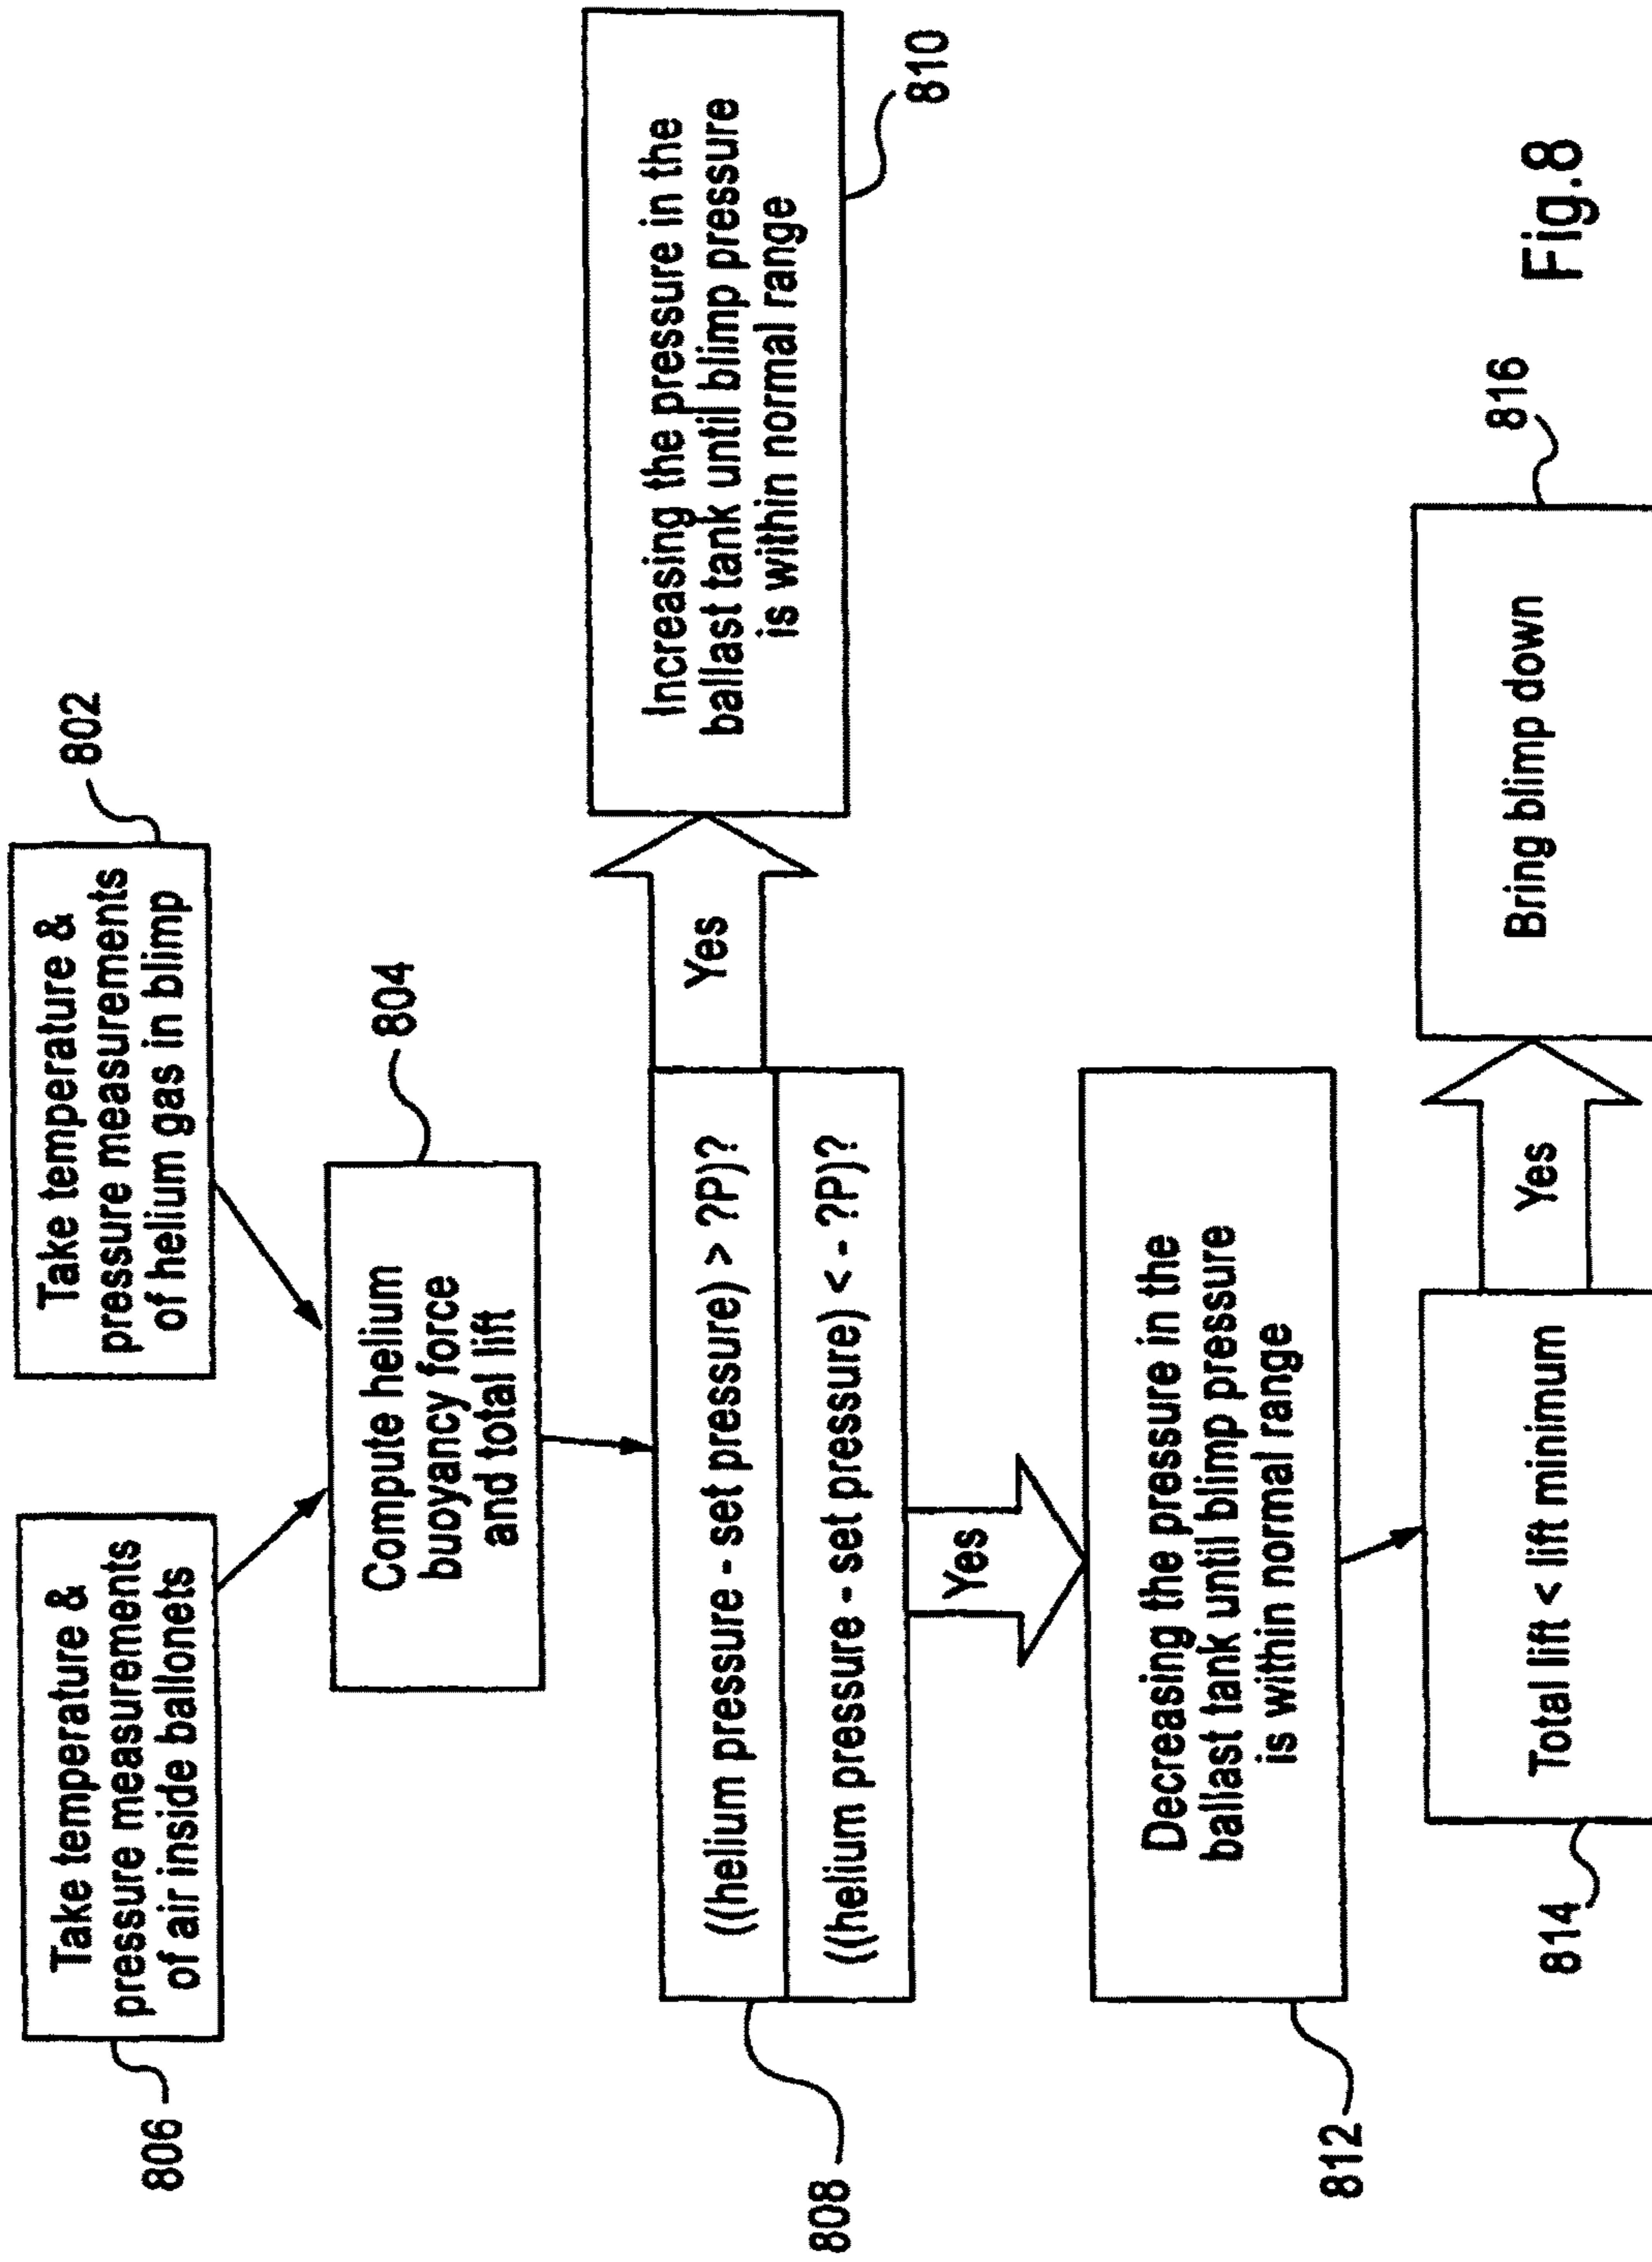 806
Take temperature &
pressure measurements
of air inside ballonets
Take temperature &
pressure measurements
of helium gas in blimp
802
Compute helium
buoyancy force
and total lift
804
808
((helium pressure - set pressure) > ?P)?
((helium pressure - set pressure) < - ?P)?
Yes
Increasing the pressure in the
ballast tank until blimp pressure
is within normal range
810
Yes
812
Decreasing the pressure in the
ballast tank until blimp pressure
is within normal range
814
Total lift < lift minimum
Yes
Bring blimp down
816
Fig.8